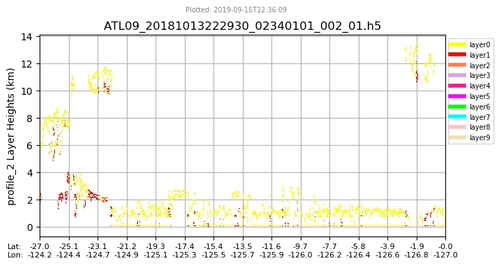 Plotted: 2019-09-15T12:36:09
ATL09_20181013222930_02340101_002_01.h5
profile_2 Layer Heights (km)
14
12
10
8
6
4
2
0
layer0
layer1
layer2
layer3
layer4
layer5
layer6
layer7
layer8
layer9
Lat: -27.0 -25.1 -23.1 -21.2 -19.3 -17.4 -15.4 -13.5 -11.6 -9.7 -7.7 -5.8 -3.9 -1.9 -0.0
Lon: -124.2 -124.4 -124.7 -124.9 -125.1 -125.3 -125.4 -125.5 -125.8 -126.0 -126.2 -126.4 -126.6 -126.8 -127.0